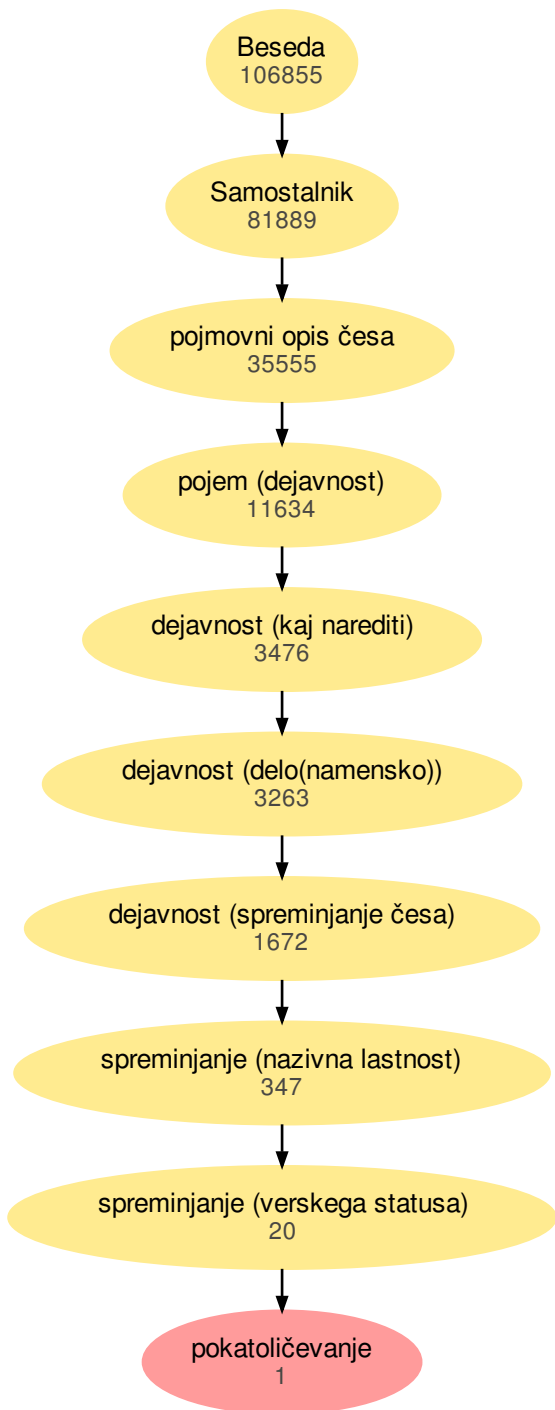 Beseda
106855
Samostalnik
81889
pojmovni opis česa
35555
pojem (dejavnost)
11634
dejavnost (kaj narediti)
3476
dejavnost (delo(namensko))
3263
dejavnost (spreminjanje česa)
1672
spreminjanje (nazivna lastnost)
347
spreminjanje (verskega statusa)
20
pokatoličevanje
1